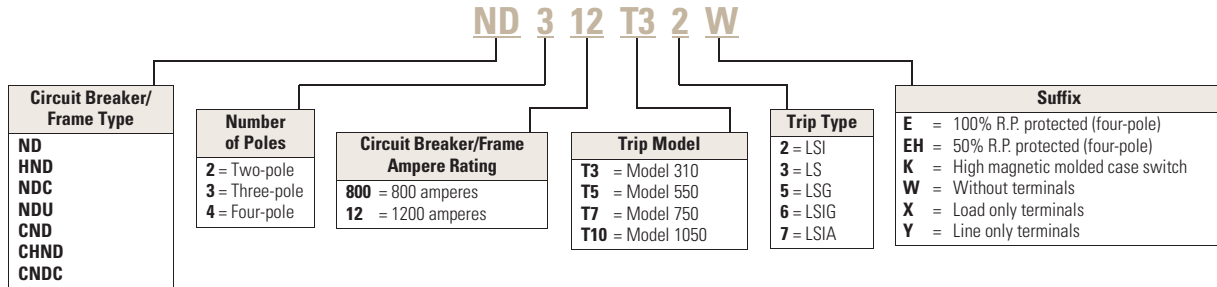 ND 3 12 T3 2 W
Circuit Breaker/
Frame Type
ND
HND
NDC
NDU
CND
CHND
CNDC
Number
of Poles
2 = Two-pole
3 = Three-pole
4 = Four-pole
Circuit Breaker/Frame
Ampere Rating
800 = 800 amperes
12 = 1200 amperes
Trip Model
T3 = Model 310
T5 = Model 550
T7 = Model 750
T10 = Model 1050
Trip Type
2 = LSI
3 = LS
5 = LSG
6 = LSIG
7 = LSIA
Suffix
E = 100% R.P. protected (four-pole)
EH = 50% R.P. protected (four-pole)
K = High magnetic molded case switch
W = Without terminals
X = Load only terminals
Y = Line only terminals